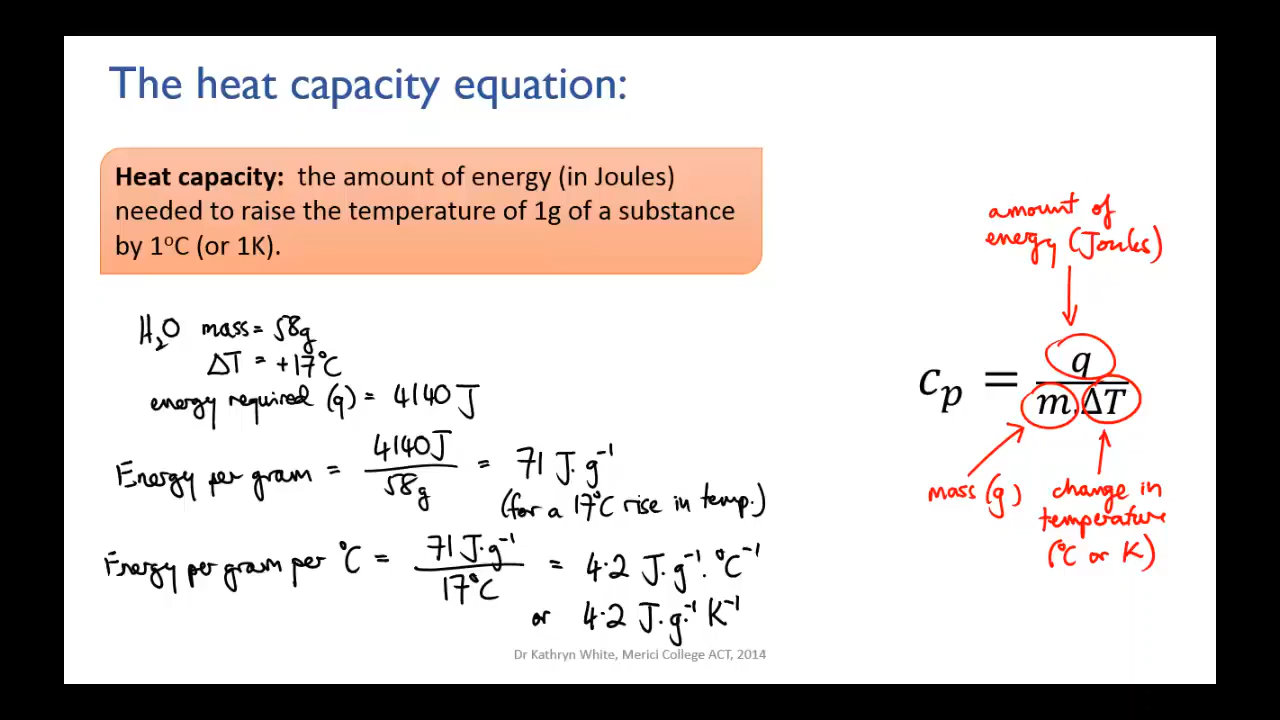 The heat capacity equation:
Heat capacity: the amount of energy (in Joules)
needed to raise the temperature of 1g of a substance
by 1°C (or 1K).
H₂O mass = 58g
ΔT = +17°C
energy required (q) = 4140 J
Energy per gram = 4140J / 58g = 71 J.g⁻¹
(for a 17°C rise in temp.)
Energy per gram per °C = 71 J.g⁻¹ / 17°C = 4.2 J.g⁻¹.°C⁻¹
or 4.2 J.g.⁻¹ K⁻¹
amount of
energy (Joules)
cₚ = q / m.ΔT
mass (g)
change in
temperature
(°C or K)
Dr Kathryn White, Merici College ACT, 2014